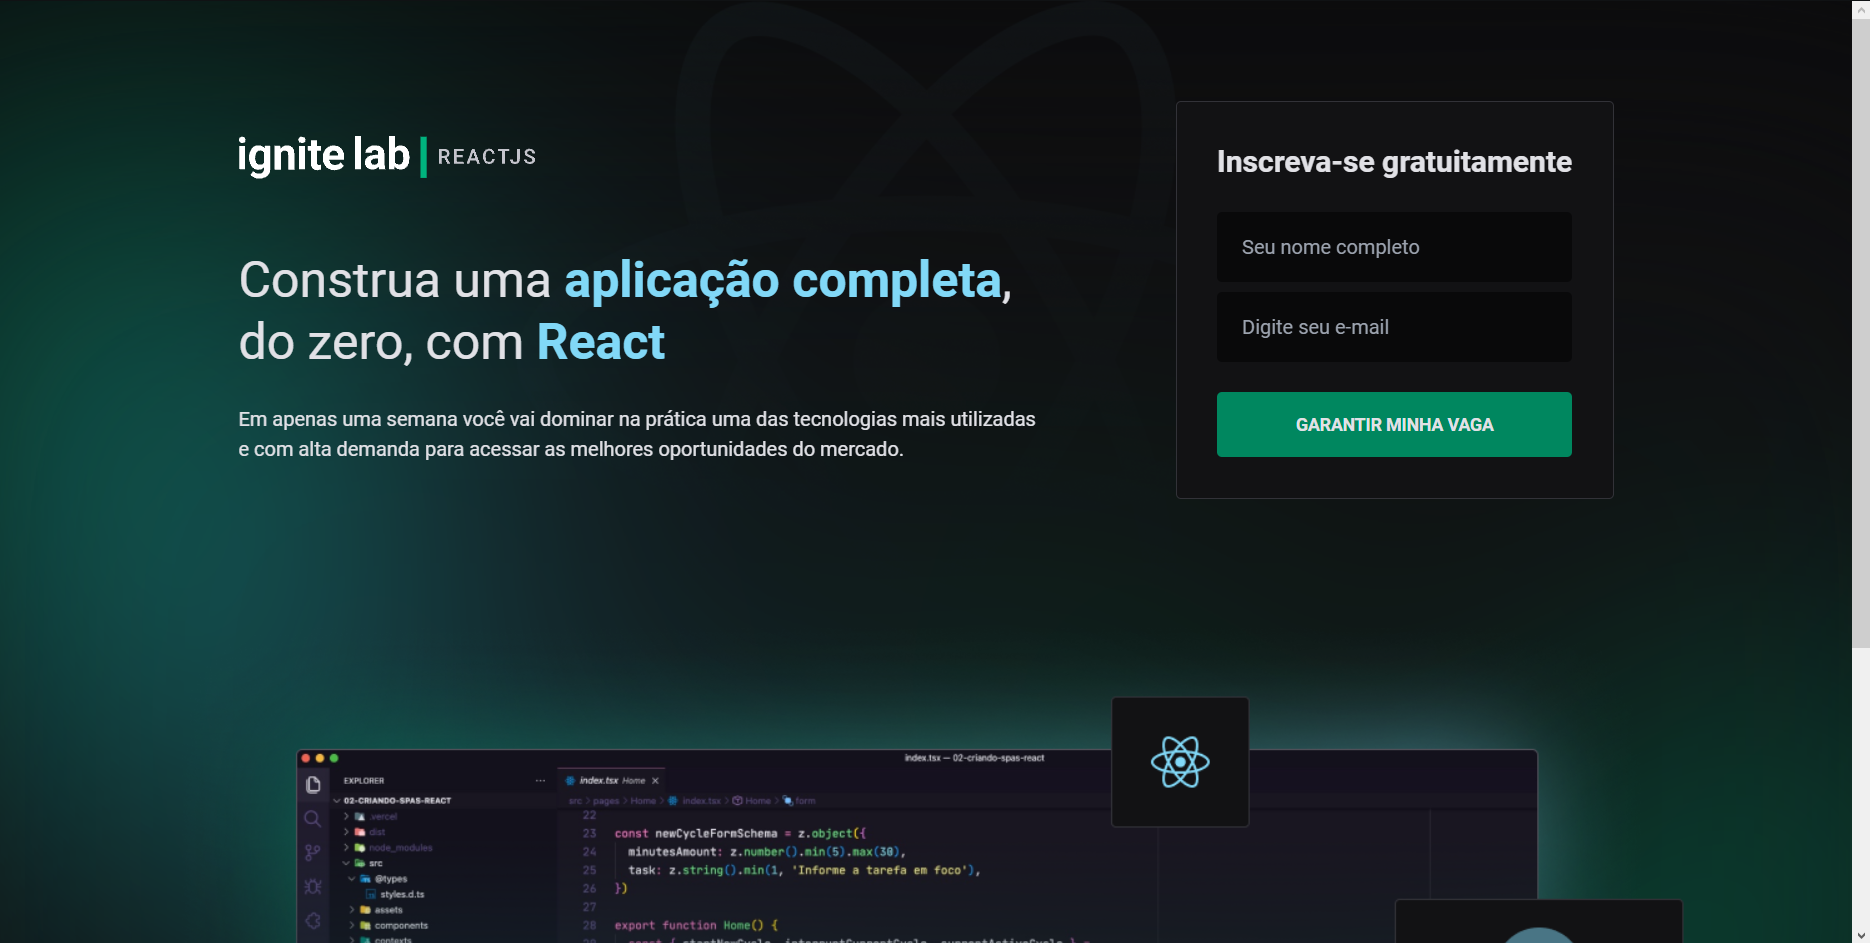 ignite lab | REACTJS
Construa uma aplicação completa,
do zero, com React
Em apenas uma semana você vai dominar na prática uma das tecnologias mais utilizadas
e com alta demanda para acessar as melhores oportunidades do mercado.
Inscreva-se gratuitamente
Seu nome completo
Digite seu e-mail
GARANTIR MINHA VAGA
index.tsx — 02-criando-spas-react
EXPLORER
02-CRIANDO-SPAS-REACT
.vercel
dist
node_modules
src
@types
styles.d.ts
assets
components
contexts
index.tsx Home
src > pages > Home > index.tsx > Home > form
22
23 const newCycleFormSchema = z.object({
24 minutesAmount: z.number().min(5).max(30),
25 task: z.string().min(1, 'Informe a tarefa em foco'),
26 })
27
28 export function Home() {